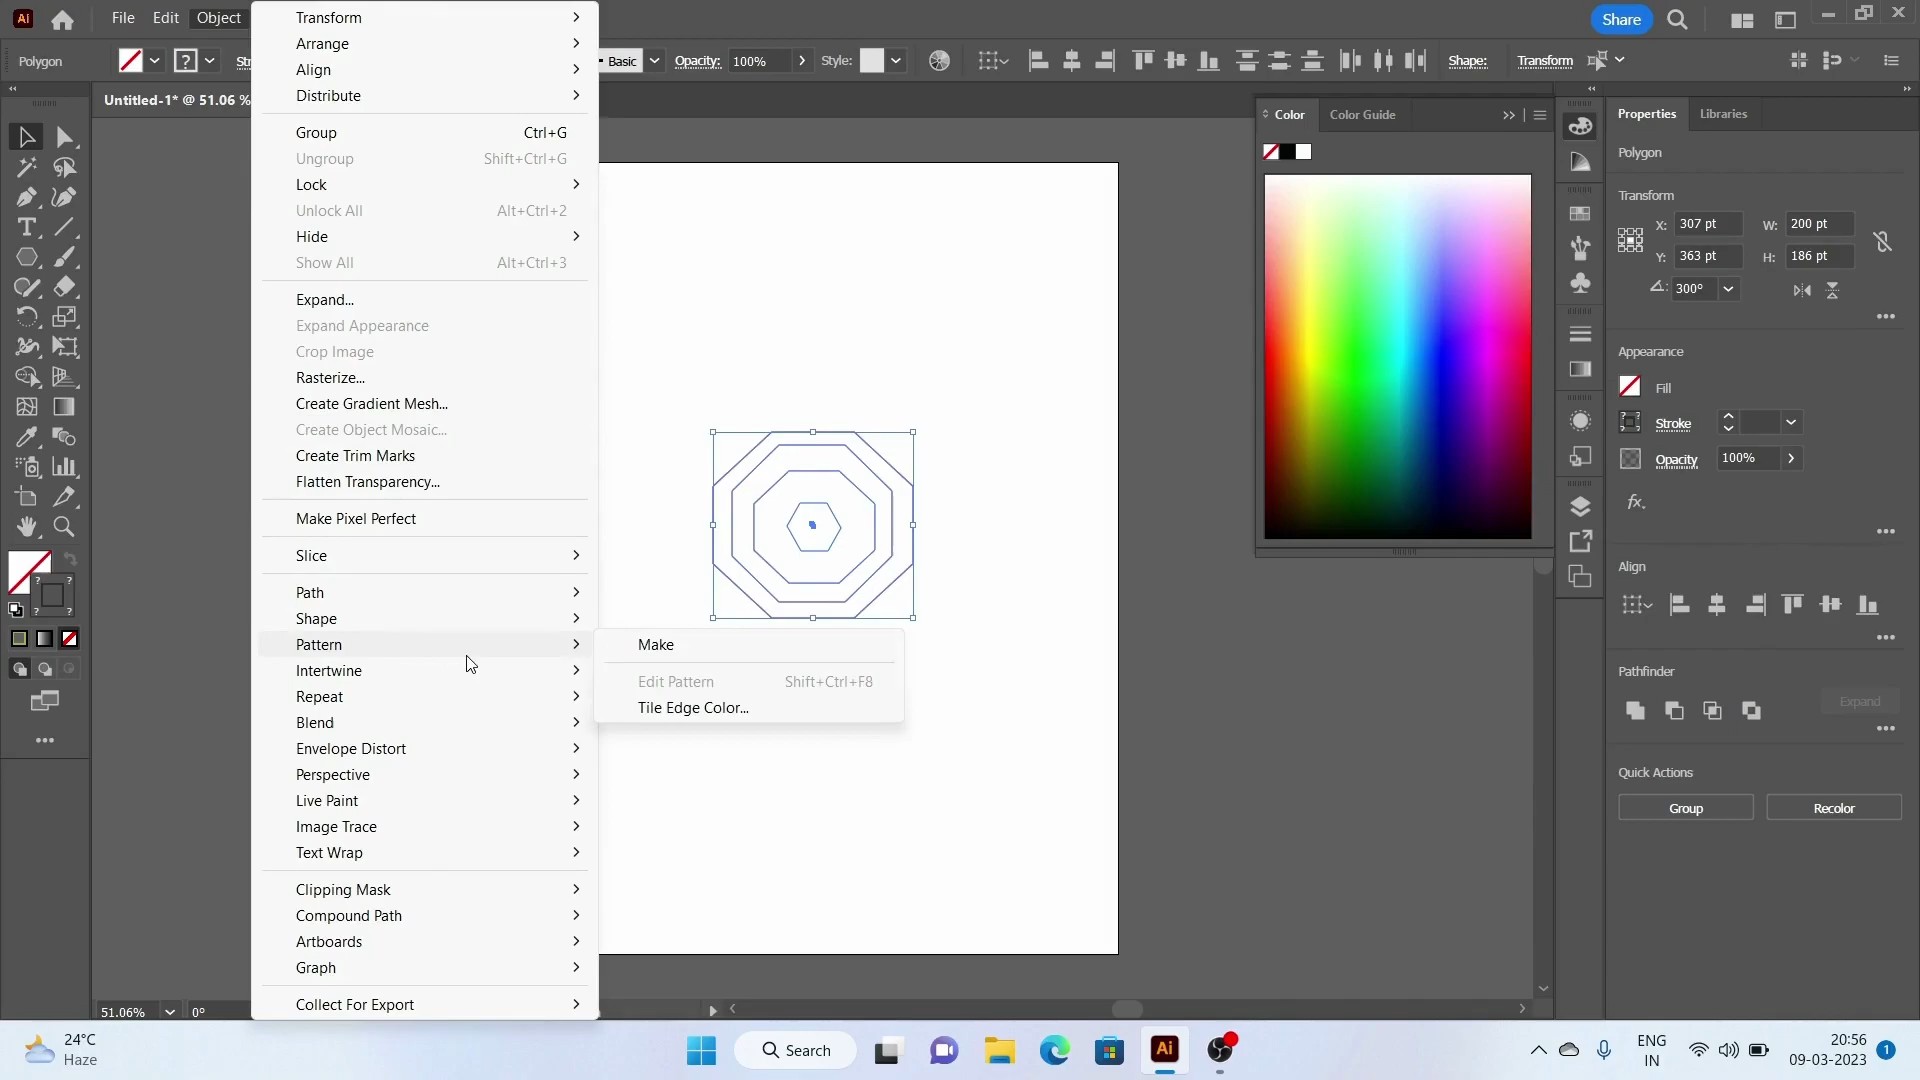 Ai File Edit Object
Share
Polygon
?
Str
Basic
Opacity:
100%
Style:
Shape:
Transform
Untitled-1* @ 51.06 %
Transform
Arrange
Align
Distribute
Group Ctrl+G
Ungroup Shift+Ctrl+G
Lock
Unlock All Alt+Ctrl+2
Hide
Show All Alt+Ctrl+3
Expand...
Expand Appearance
Crop Image
Rasterize...
Create Gradient Mesh...
Create Object Mosaic...
Create Trim Marks
Flatten Transparency...
Make Pixel Perfect
Slice
Path
Shape
Pattern
Intertwine
Repeat
Blend
Envelope Distort
Perspective
Live Paint
Image Trace
Text Wrap
Clipping Mask
Compound Path
Artboards
Graph
Collect For Export
Make
Edit Pattern Shift+Ctrl+F8
Tile Edge Color...
Color
Color Guide
Properties
Libraries
Polygon
Transform
X: 307 pt W: 200 pt
Y: 363 pt H: 186 pt
300°
Appearance
Fill
Stroke
Opacity 100%
fx.
Align
Pathfinder
Expand
Quick Actions
Group Recolor
? ?
? ?
51.06% 0°
24°C
Haze
Search
Ai
ENG
IN
20:56
09-03-2023
1